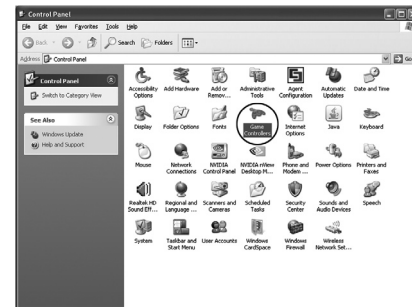 Control Panel
File Edit View Favorites Tools Help
Back Search Folders
Address Control Panel Go
Control Panel
Switch to Category View
See Also
Windows Update
Help and Support
Accessibility Options
Add Hardware
Add or Remov...
Administrative Tools
Agent Configuration
Automatic Updates
Date and Time
Display
Folder Options
Fonts
Game Controllers
Internet Options
Java
Keyboard
Mouse
Network Connections
NVIDIA Control Panel
NVIDIA nView Desktop M...
Phone and Modem ...
Power Options
Printers and Faxes
Realtek HD Sound Eff...
Regional and Language ...
Scanners and Cameras
Scheduled Tasks
Security Center
Sounds and Audio Devices
Speech
System
Taskbar and Start Menu
User Accounts
Windows CardSpace
Windows Firewall
Wireless Network Set...